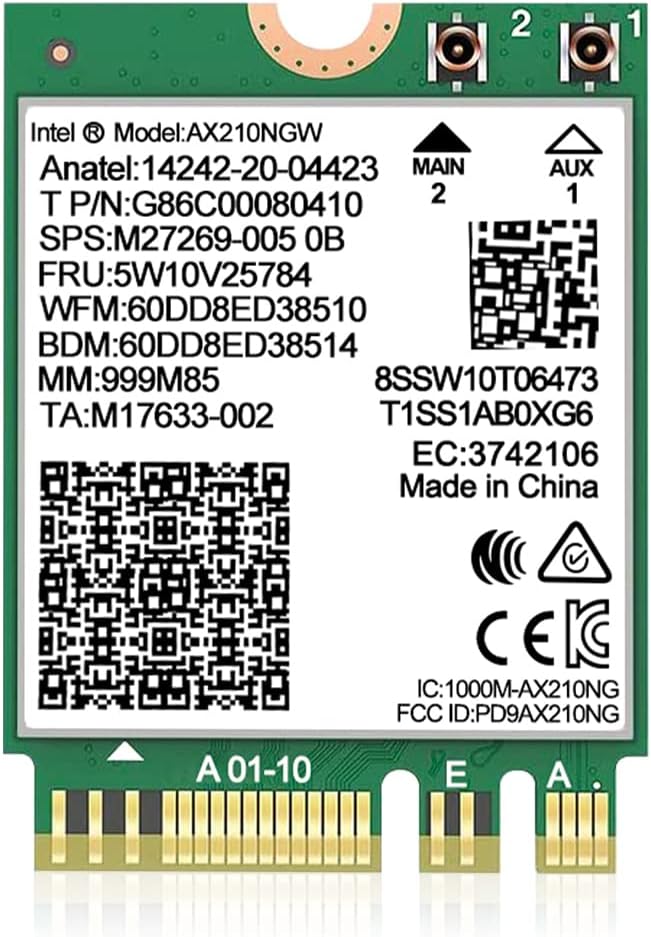 2 1
Intel ® Model:AX210NGW
Anatel:14242-20-04423
T P/N:G86C00080410
SPS:M27269-005 0B
FRU:5W10V25784
WFM:60DD8ED38510
BDM:60DD8ED38514
MM:999M85
TA:M17633-002
MAIN
2
AUX
1
8SSW10T06473
T1SS1AB0XG6
EC:3742106
Made in China
CE
IC:1000M-AX210NG
FCC ID:PD9AX210NG
A 01-10
E
A .